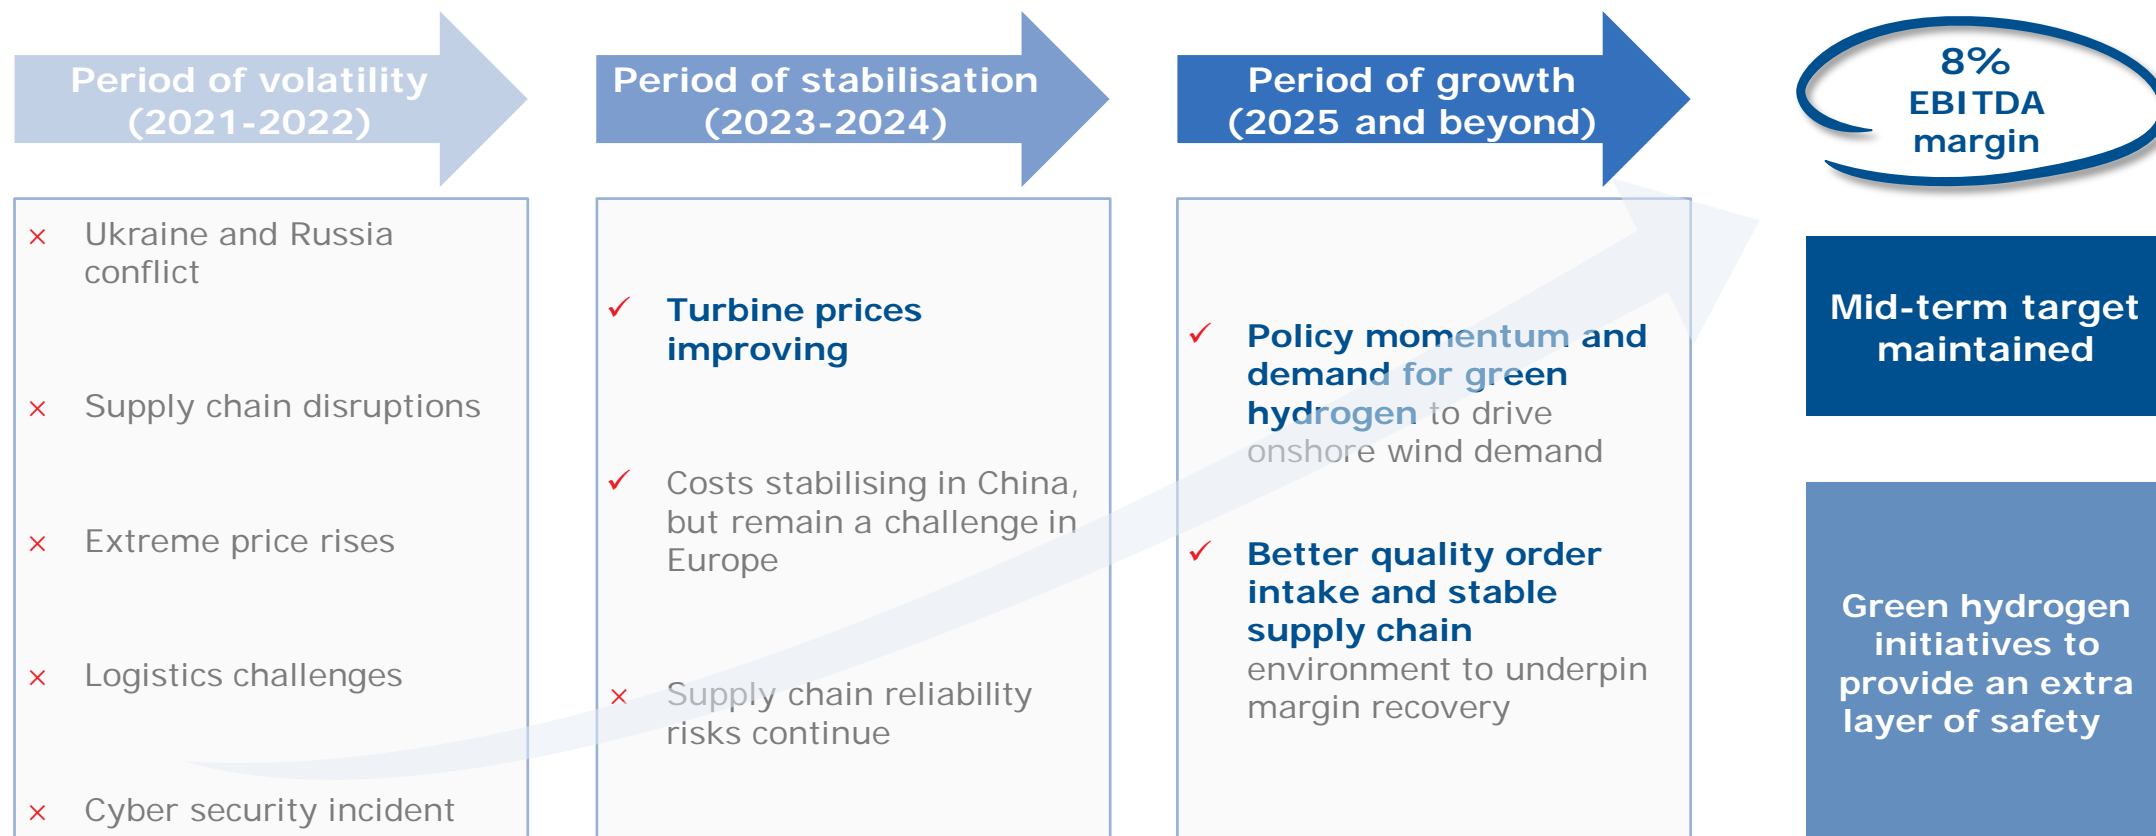 Period of volatility
(2021-2022)
× Ukraine and Russia
conflict
× Supply chain disruptions
× Extreme price rises
× Logistics challenges
× Cyber security incident
Period of stabilisation
(2023-2024)
✓ Turbine prices
improving
✓ Costs stabilising in China,
but remain a challenge in
Europe
× Supply chain reliability
risks continue
Period of growth
(2025 and beyond)
✓ Policy momentum and
demand for green
hydrogen to drive
onshore wind demand
✓ Better quality order
intake and stable
supply chain
environment to underpin
margin recovery
8%
EBITDA
margin
Mid-term target
maintained
Green hydrogen
initiatives to
provide an extra
layer of safety